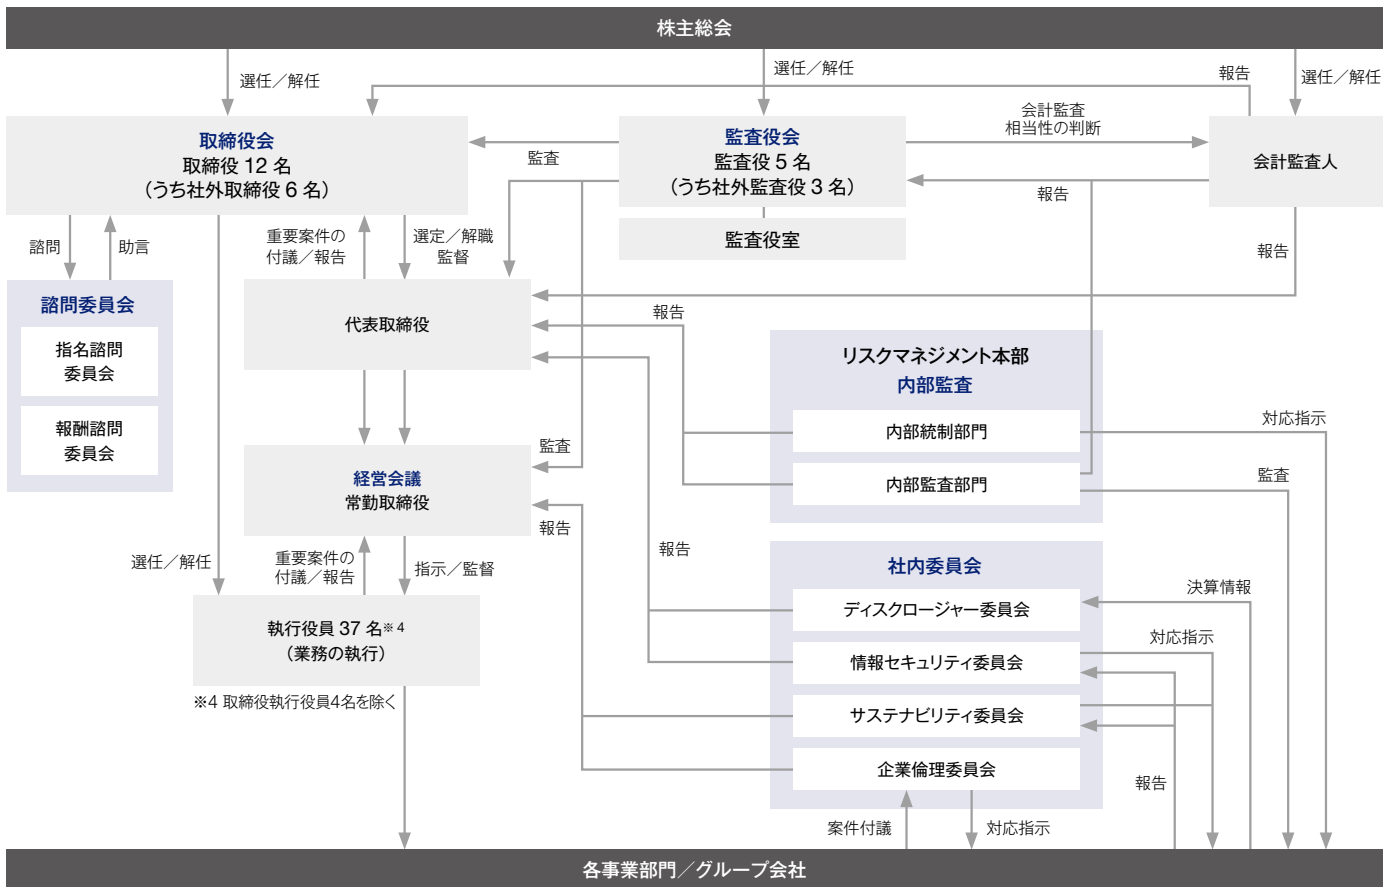 株主総会
選任／解任
選任／解任
報告
選任／解任
取締役会
取締役 12 名
（うち社外取締役 6 名）
監査
監査役会
監査役 5 名
（うち社外監査役 3 名）
監査役室
会計監査
相当性の判断
会計監査人
報告
報告
諮問
助言
重要案件の
付議／報告
選定／解職
監督
諮問委員会
指名諮問
委員会
報酬諮問
委員会
代表取締役
報告
リスクマネジメント本部
内部監査
内部統制部門
内部監査部門
対応指示
監査
監査
経営会議
常勤取締役
報告
報告
選任／解任
重要案件の
付議／報告
指示／監督
社内委員会
ディスクロージャー委員会
情報セキュリティ委員会
サステナビリティ委員会
企業倫理委員会
決算情報
対応指示
報告
執行役員 37 名※4
（業務の執行）
※4 取締役執行役員4名を除く
案件付議
対応指示
各事業部門／グループ会社